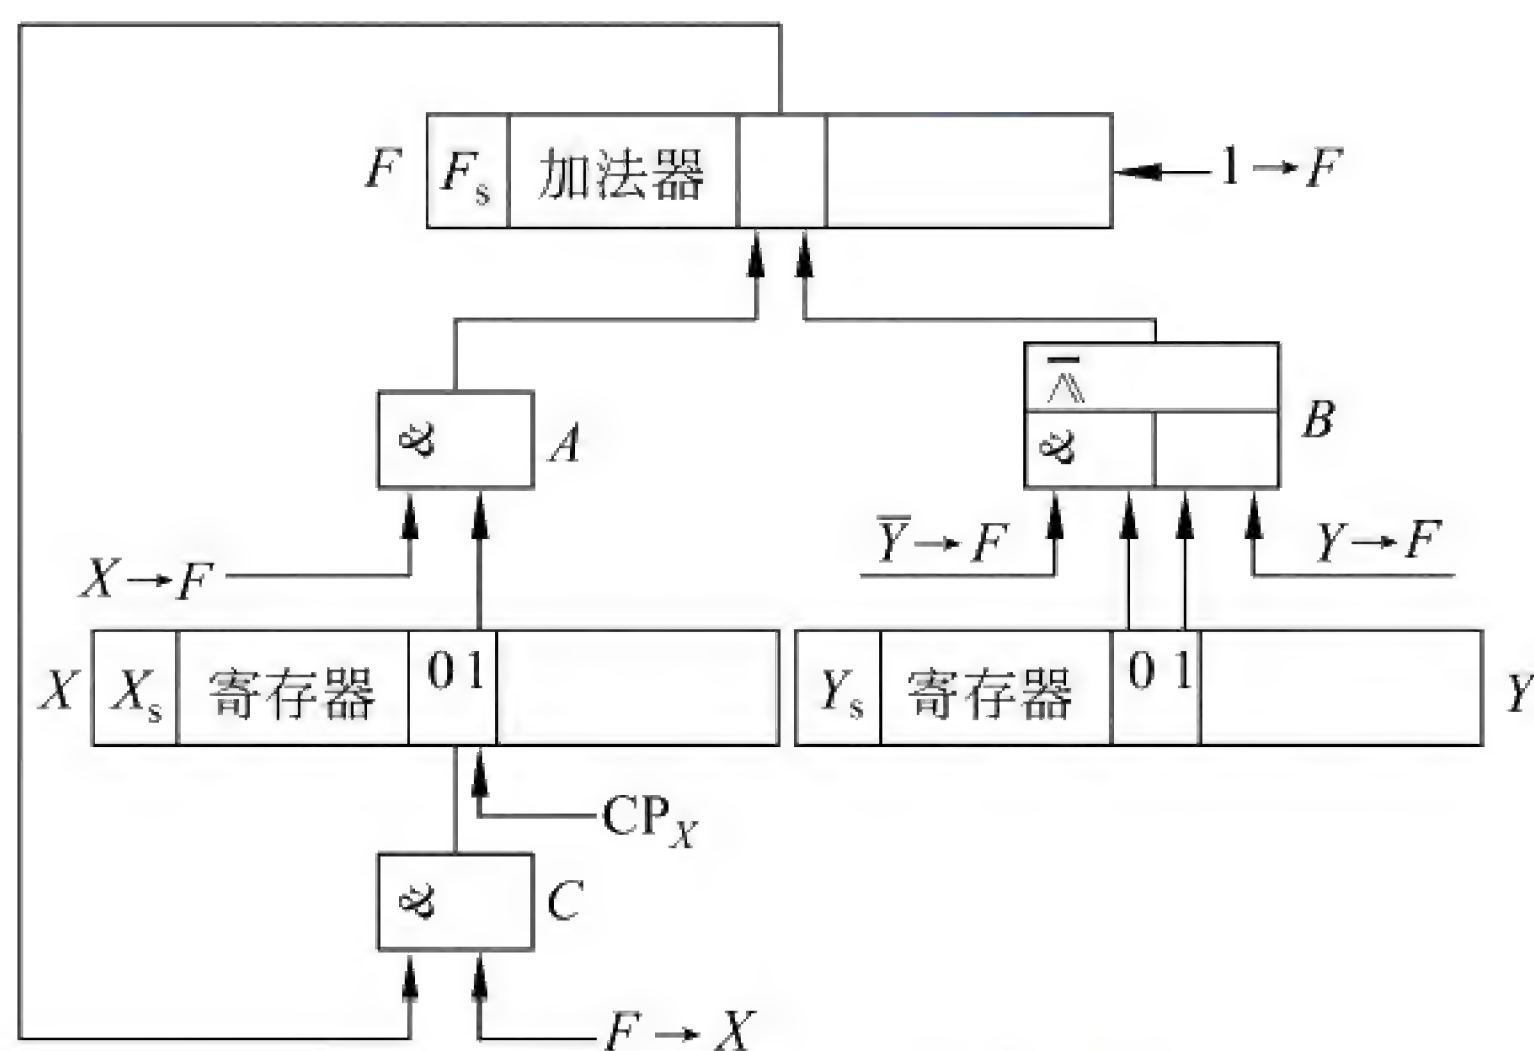 F Fs 加法器 1→F
& A
⩓̅ B
&
Y̅→F Y→F
X→F
X Xs 寄存器 0 1 Ys 寄存器 0 1 Y
CPX
& C
F→X